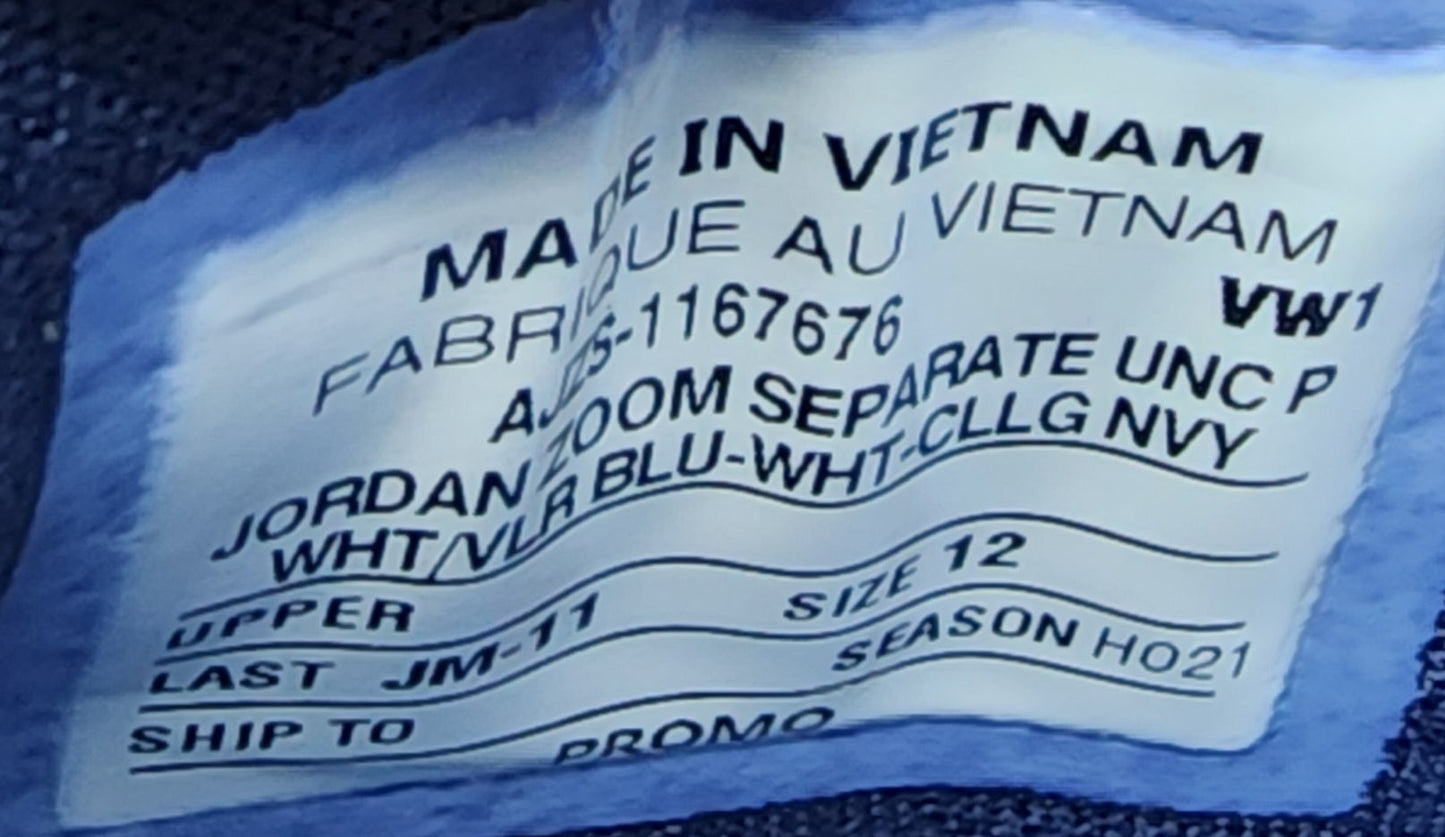 MADE IN VIETNAM
FABRIQUE AU VIETNAM
VW1
AJZS-1167676
JORDAN ZOOM SEPARATE UNC P
WHT/VLR BLU-WHT-CLLG NVY
UPPER
LAST JM-11 SIZE 12
SHIP TO SEASON HO21
PROMO